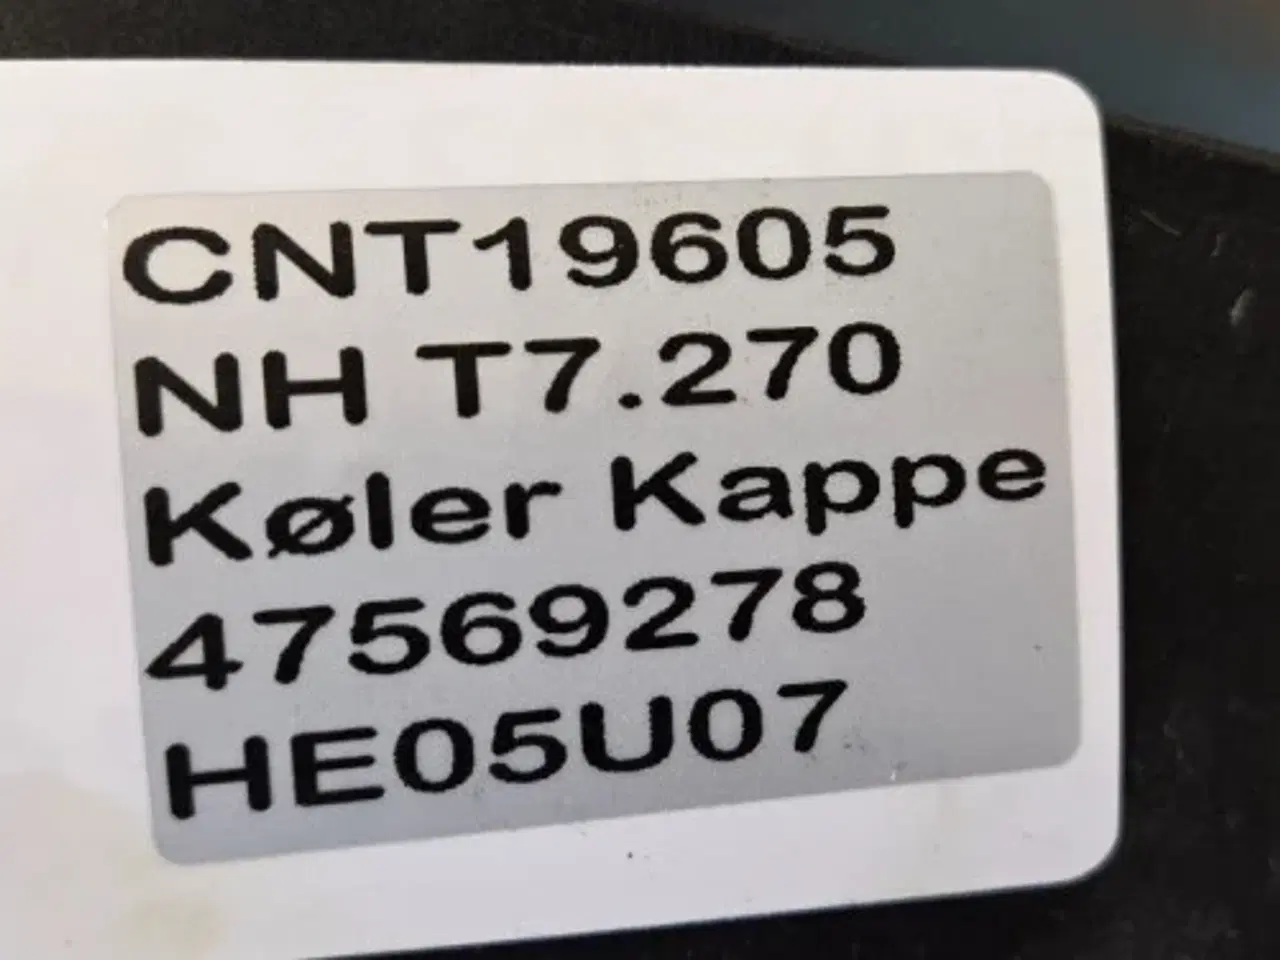 CNT19605
NH T7.270
Køler Kappe
47569278
HE05U07